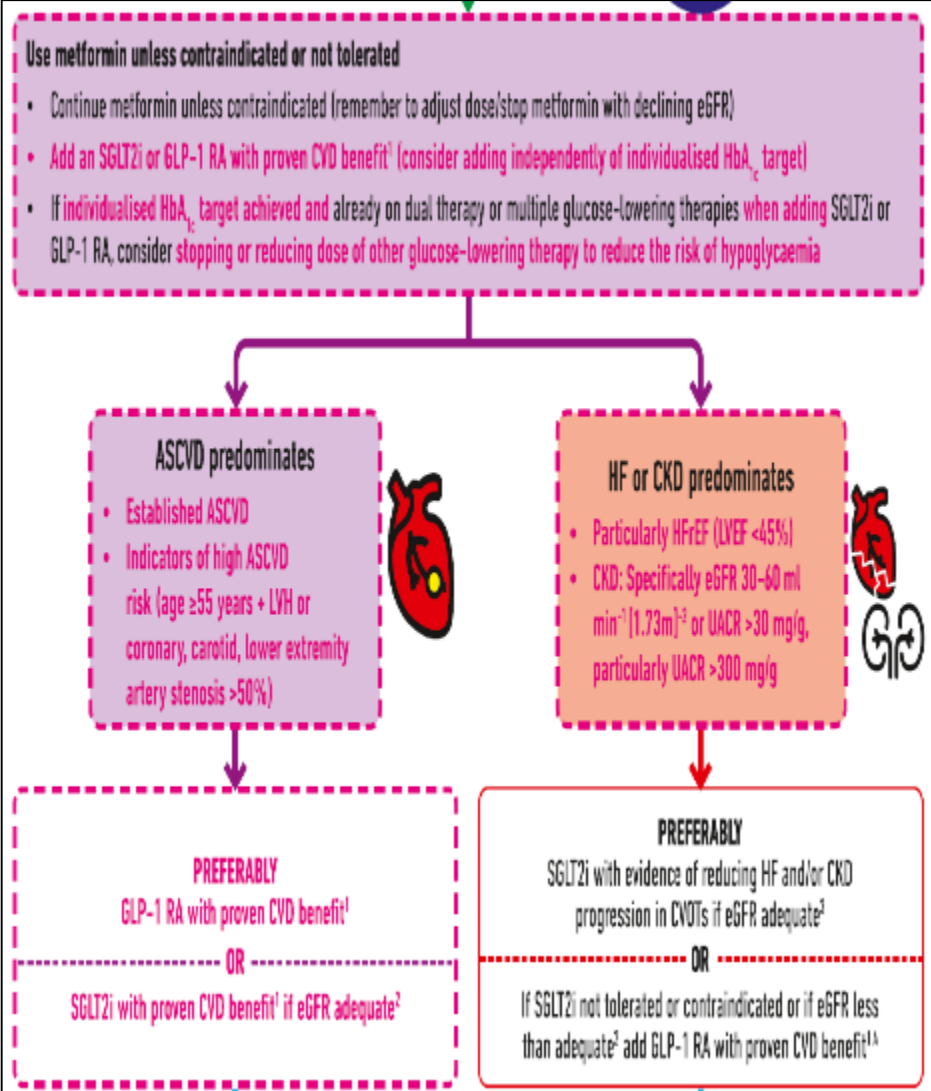 Use metformin unless contraindicated or not tolerated
• Continue metformin unless contraindicated (remember to adjust dose/stop metformin with declining eGFR)
• Add an SGLT2i or GLP-1 RA with proven CVD benefit¹ (consider adding independently of individualised HbA1c target)
• If individualised HbA1c target achieved and already on dual therapy or multiple glucose-lowering therapies when adding SGLT2i or
GLP-1 RA, consider stopping or reducing dose of other glucose-lowering therapy to reduce the risk of hypoglycaemia
ASCVD predominates
• Established ASCVD
• Indicators of high ASCVD
risk (age ≥55 years + LVH or
coronary, carotid, lower extremity
artery stenosis >50%)
HF or CKD predominates
• Particularly HFrEF (LVEF <45%)
• CKD: Specifically eGFR 30–60 ml
min⁻¹ [1.73m]⁻² or UACR >30 mg/g,
particularly UACR >300 mg/g
PREFERABLY
GLP-1 RA with proven CVD benefit¹
OR
SGLT2i with proven CVD benefit¹ if eGFR adequate²
PREFERABLY
SGLT2i with evidence of reducing HF and/or CKD
progression in CVOTs if eGFR adequate³
OR
If SGLT2i not tolerated or contraindicated or if eGFR less
than adequate² add GLP-1 RA with proven CVD benefit¹